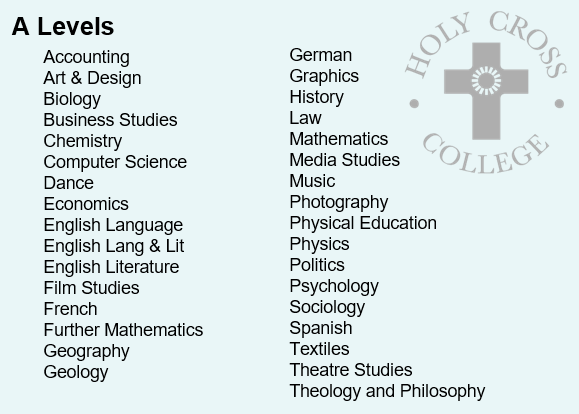 A Levels
Accounting
Art & Design
Biology
Business Studies
Chemistry
Computer Science
Dance
Economics
English Language
English Lang & Lit
English Literature
Film Studies
French
Further Mathematics
Geography
Geology
German
Graphics
History
Law
Mathematics
Media Studies
Music
Photography
Physical Education
Physics
Politics
Psychology
Sociology
Spanish
Textiles
Theatre Studies
Theology and Philosophy
HOLY CROSS
COLLEGE